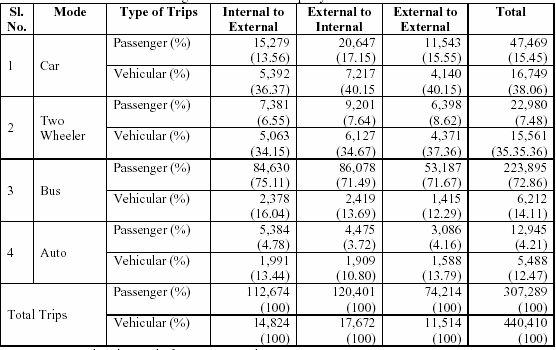 Sl. No. Mode Type of Trips Internal to External External to Internal External to External Total
1 Car Passenger (%) 15,279 20,647 11,543 47,469
(13.56) (17.15) (15.55) (15.45)
Vehicular (%) 5,392 7,217 4,140 16,749
(36.37) (40.15 (40.15) (38.06)
2 Two Wheeler Passenger (%) 7,381 9,201 6,398 22,980
(6.55) (7.64) (8.62) (7.48)
Vehicular (%) 5,063 6,127 4,371 15,561
(34.15) (34.67) (37.36) (35.35.36)
3 Bus Passenger (%) 84,630 86,078 53,187 223,895
(75.11) (71.49) (71.67) (72.86)
Vehicular (%) 2,378 2,419 1,415 6,212
(16.04) (13.69) (12.29) (14.11)
4 Auto Passenger (%) 5,384 4,475 3,086 12,945
(4.78) (3.72) (4.16) (4.21)
Vehicular (%) 1,991 1,909 1,588 5,488
(13.44) (10.80) (13.79) (12.47)
Total Trips Passenger (%) 112,674 120,401 74,214 307,289
(100) (100) (100) (100)
Vehicular (%) 14,824 17,672 11,514 440,410
(100) (100) (100) (100)